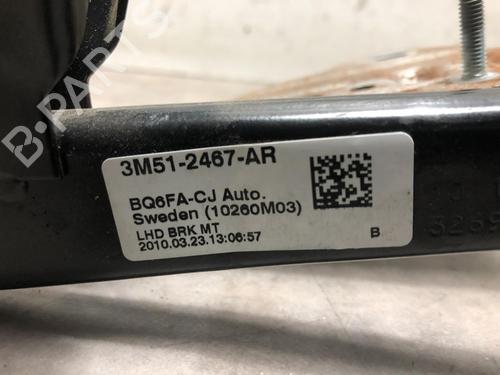 B-PARTS
3M51-2467-AR
BQ6FA-CJ Auto.
Sweden (10260M03)
LHD BRK MT
2010.03.23.13:06:57
B